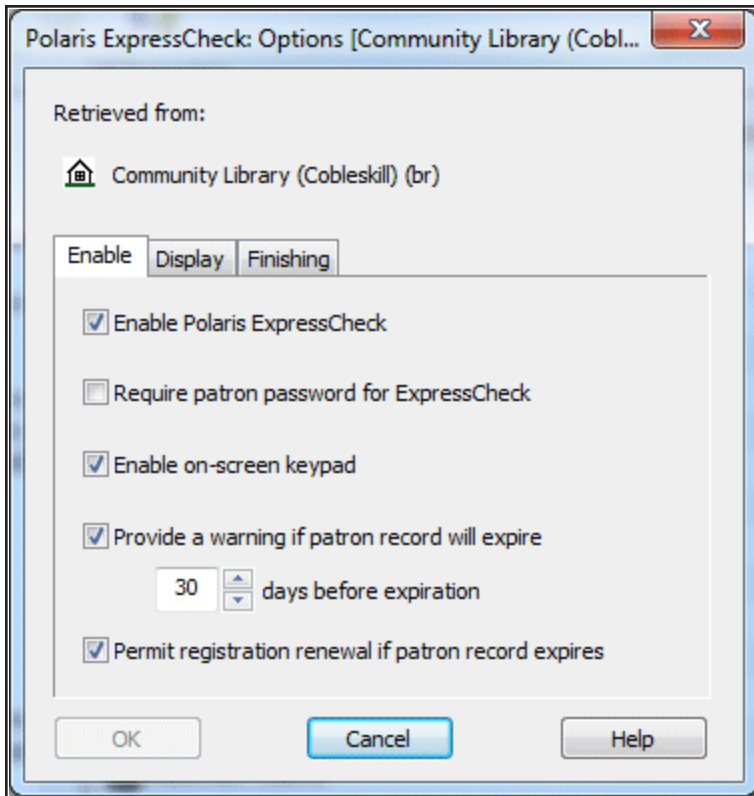 Polaris ExpressCheck: Options [Community Library (Cobl...
Retrieved from:
Community Library (Cobleskill) (br)
Enable Display Finishing
Enable Polaris ExpressCheck
Require patron password for ExpressCheck
Enable on-screen keypad
Provide a warning if patron record will expire
30 days before expiration
Permit registration renewal if patron record expires
OK Cancel Help